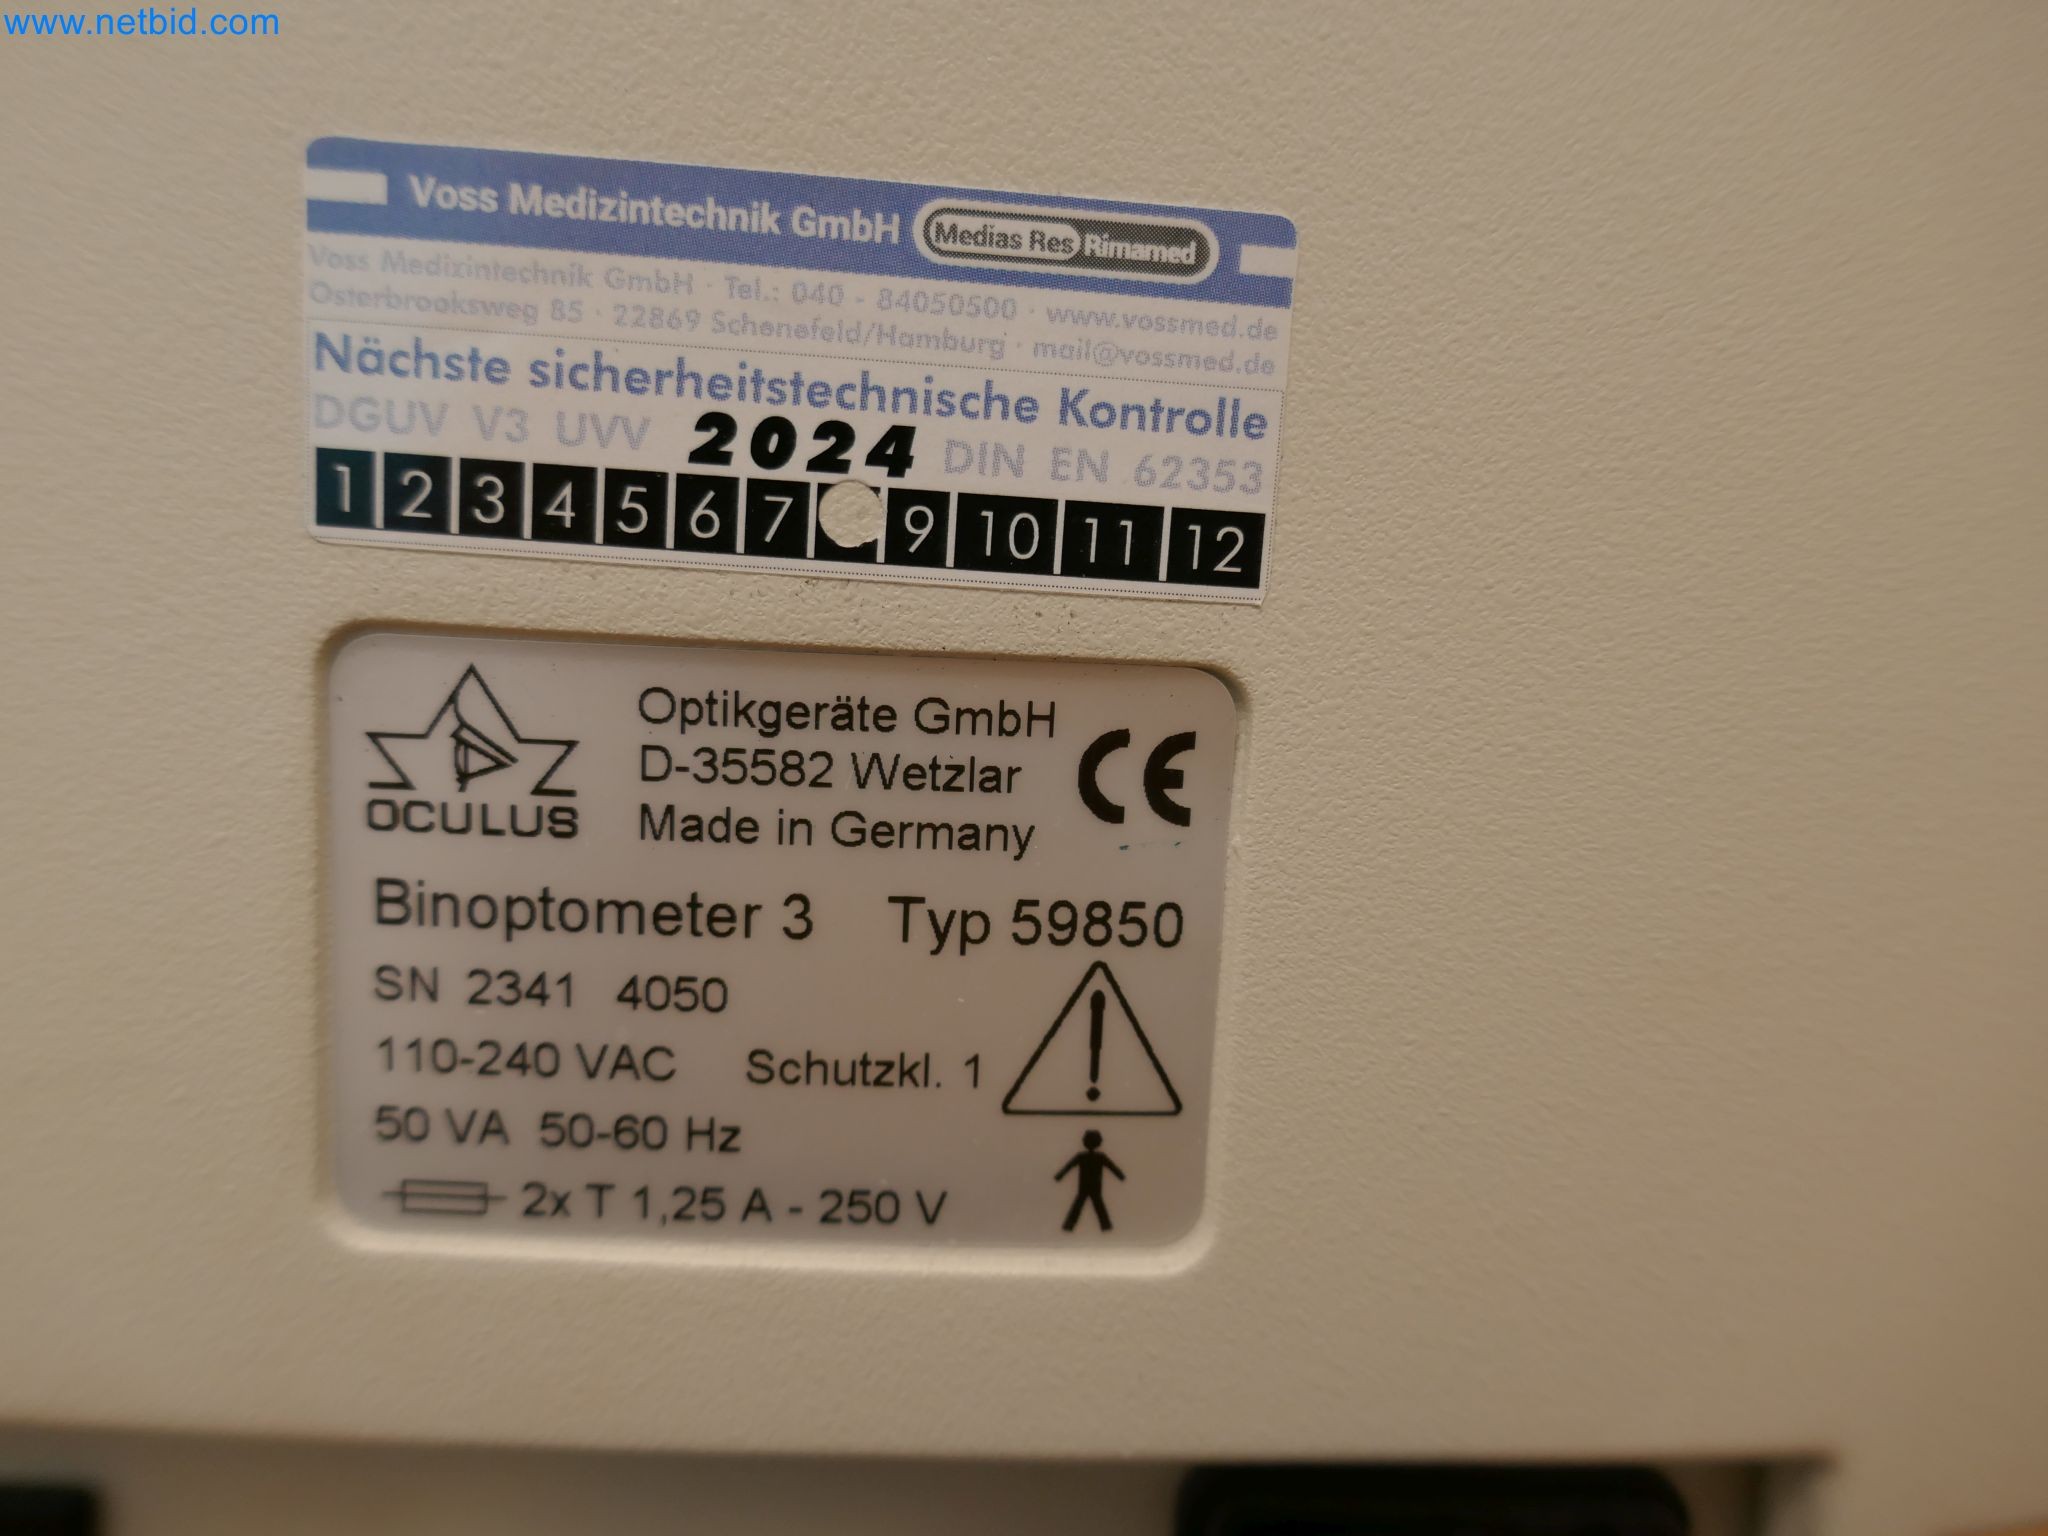 www.netbid.com
Voss Medizintechnik GmbH Medias Res Rimamed
Voss Medizintechnik GmbH · Tel.: 040 - 84050500 · www.vossmed.de
Osterbrooksweg 85 · 22869 Schenefeld/Hamburg · mail@vossmed.de
Nächste sicherheitstechnische Kontrolle
DGUV V3 UVV 2024 DIN EN 62353
1 2 3 4 5 6 7 9 10 11 12
Optikgeräte GmbH
D-35582 Wetzlar
Made in Germany
CE
OCULUS
Binoptometer 3 Typ 59850
SN 2341 4050
110-240 VAC Schutzkl. 1
50 VA 50-60 Hz
2x T 1,25 A - 250 V